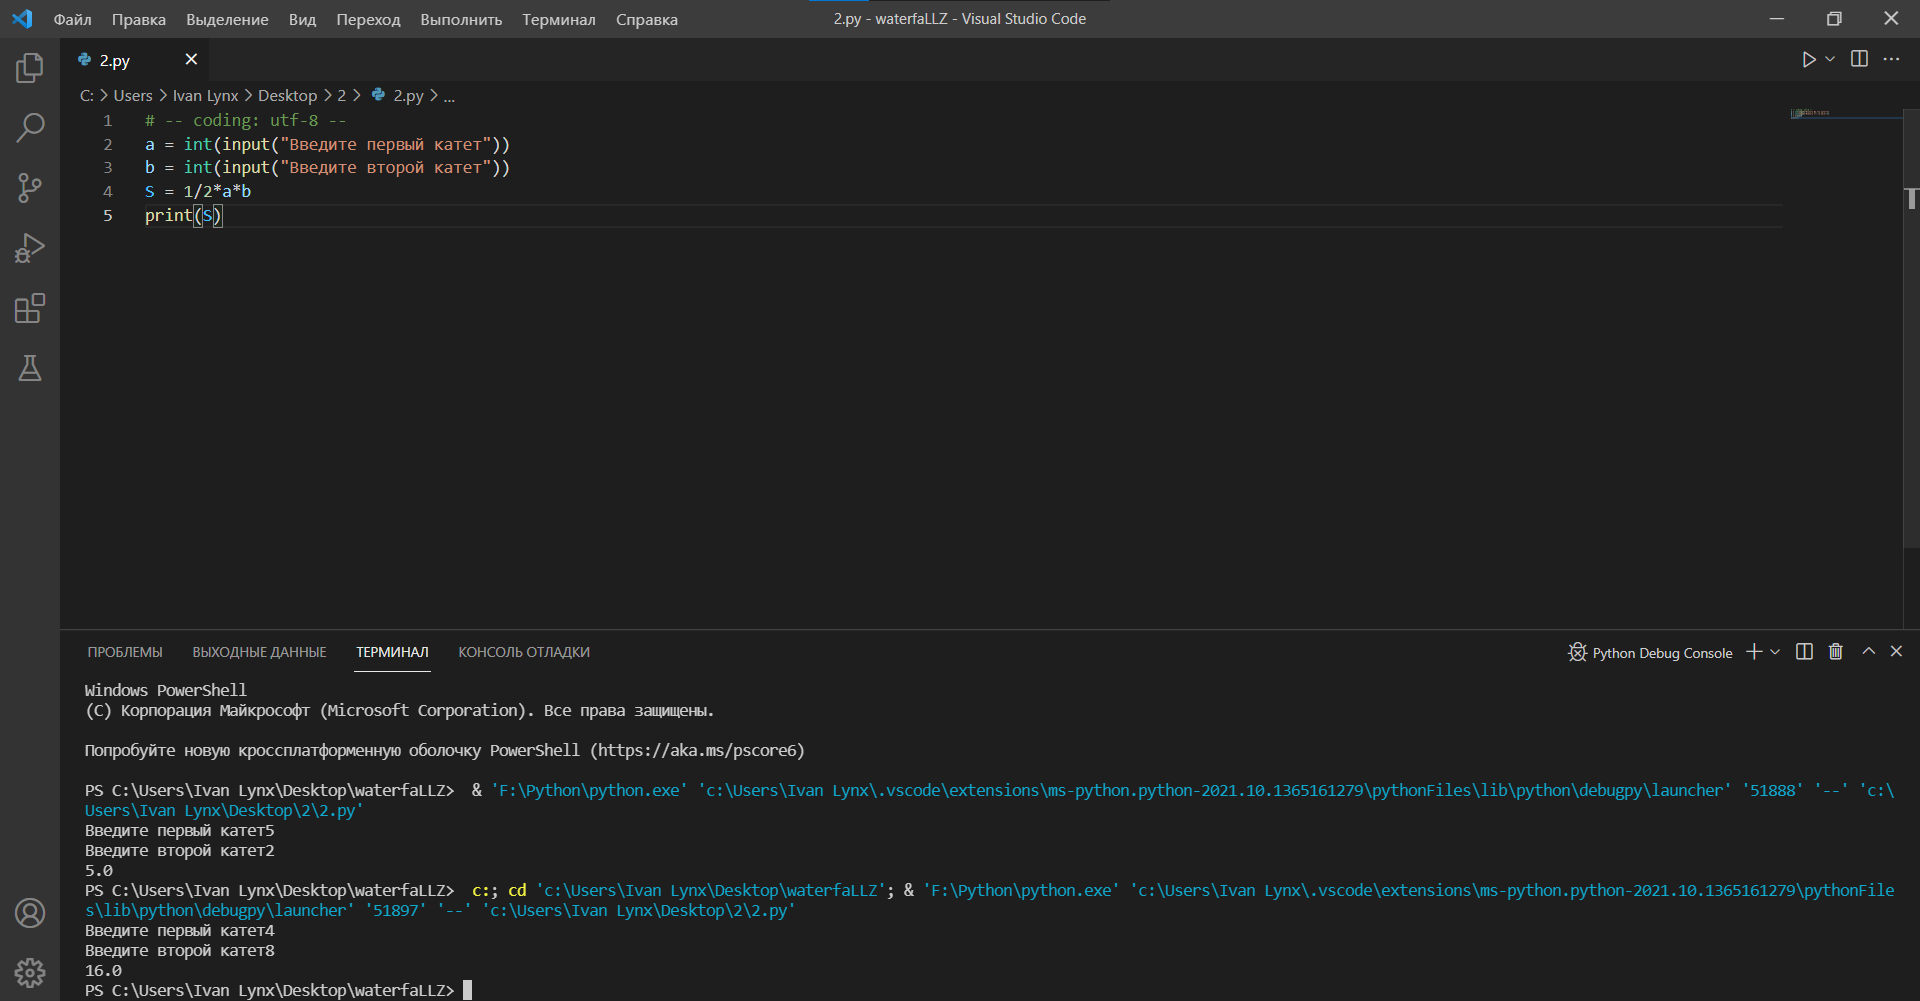 Файл Правка Выделение Вид Переход Выполнить Терминал Справка 2.py - waterfaLLZ - Visual Studio Code
2.py
C: > Users > Ivan Lynx > Desktop > 2 > 2.py > ...
1 # -- coding: utf-8 --
2 a = int(input("Введите первый катет"))
3 b = int(input("Введите второй катет"))
4 S = 1/2*a*b
5 print(S)
ПРОБЛЕМЫ ВЫХОДНЫЕ ДАННЫЕ ТЕРМИНАЛ КОНСОЛЬ ОТЛАДКИ Python Debug Console
Windows PowerShell
(C) Корпорация Майкрософт (Microsoft Corporation). Все права защищены.
Попробуйте новую кроссплатформенную оболочку PowerShell (https://aka.ms/pscore6)
PS C:\Users\Ivan Lynx\Desktop\waterfaLLZ>  & 'F:\Python\python.exe' 'c:\Users\Ivan Lynx\.vscode\extensions\ms-python.python-2021.10.1365161279\pythonFiles\lib\python\debugpy\launcher' '51888' '--' 'c:\
Users\Ivan Lynx\Desktop\2\2.py'
Введите первый катет5
Введите второй катет2
5.0
PS C:\Users\Ivan Lynx\Desktop\waterfaLLZ>  c:; cd 'c:\Users\Ivan Lynx\Desktop\waterfaLLZ'; & 'F:\Python\python.exe' 'c:\Users\Ivan Lynx\.vscode\extensions\ms-python.python-2021.10.1365161279\pythonFile
s\lib\python\debugpy\launcher' '51897' '--' 'c:\Users\Ivan Lynx\Desktop\2\2.py'
Введите первый катет4
Введите второй катет8
16.0
PS C:\Users\Ivan Lynx\Desktop\waterfaLLZ>